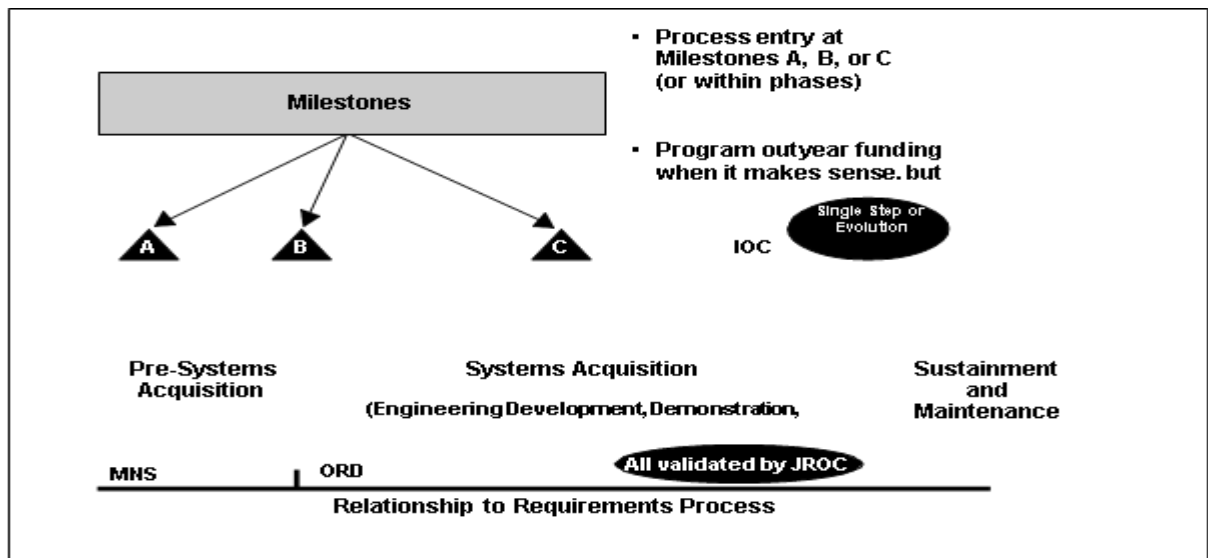 ▪ Process entry at
Milestones A, B, or C
(or within phases)
Milestones
▪ Program outyear funding
when it makes sense. but
Single Step or
Evolution
A
B
C
IOC
Pre-Systems
Acquisition
Systems Acquisition
(Engineering Development, Demonstration,
Sustainment
and
Maintenance
MNS
ORD
All validated by JROC
Relationship to Requirements Process